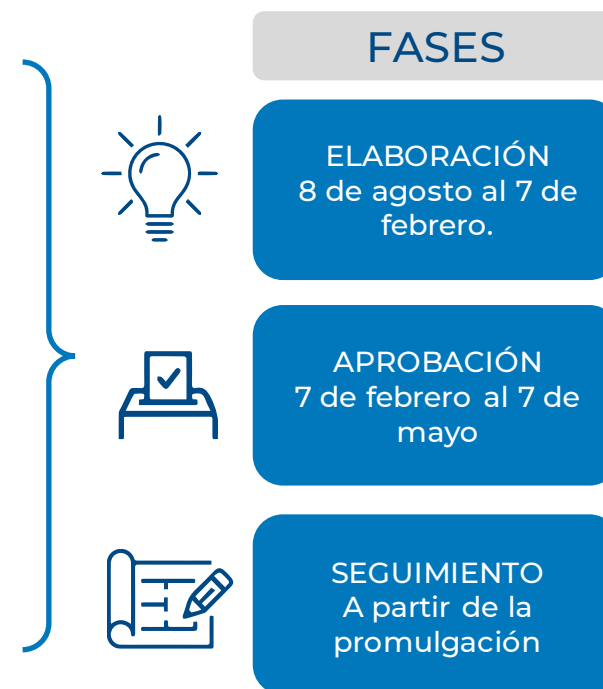 FASES
ELABORACIÓN
8 de agosto al 7 de
febrero.
APROBACIÓN
7 de febrero al 7 de
mayo
SEGUIMIENTO
A partir de la
promulgación